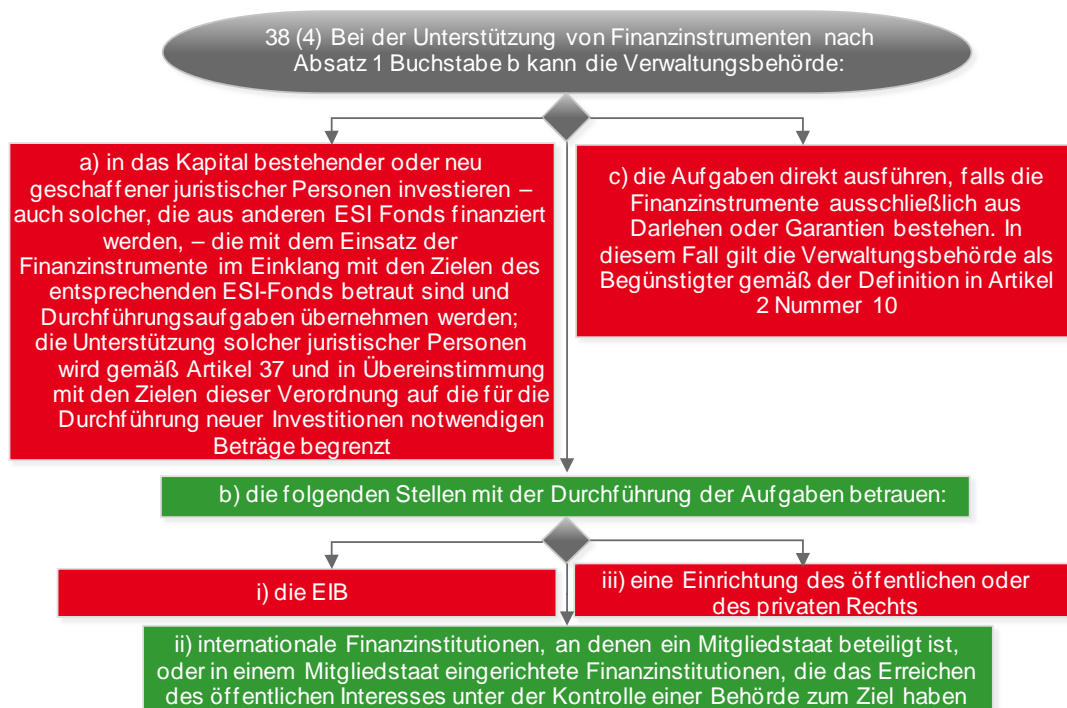 38 (4) Bei der Unterstützung von Finanzinstrumenten nach
Absatz 1 Buchstabe b kann die Verwaltungsbehörde:
a) in das Kapital bestehender oder neu
geschaffener juristischer Personen investieren –
auch solcher, die aus anderen ESI Fonds finanziert
werden, – die mit dem Einsatz der
Finanzinstrumente im Einklang mit den Zielen des
entsprechenden ESI-Fonds betraut sind und
Durchführungsaufgaben übernehmen werden;
die Unterstützung solcher juristischer Personen
wird gemäß Artikel 37 und in Übereinstimmung
mit den Zielen dieser Verordnung auf die für die
Durchführung neuer Investitionen notwendigen
Beträge begrenzt
c) die Aufgaben direkt ausführen, falls die
Finanzinstrumente ausschließlich aus
Darlehen oder Garantien bestehen. In
diesem Fall gilt die Verwaltungsbehörde als
Begünstigter gemäß der Definition in Artikel
2 Nummer 10
b) die folgenden Stellen mit der Durchführung der Aufgaben betrauen:
i) die EIB
iii) eine Einrichtung des öffentlichen oder
des privaten Rechts
ii) internationale Finanzinstitutionen, an denen ein Mitgliedstaat beteiligt ist,
oder in einem Mitgliedstaat eingerichtete Finanzinstitutionen, die das Erreichen
des öffentlichen Interesses unter der Kontrolle einer Behörde zum Ziel haben